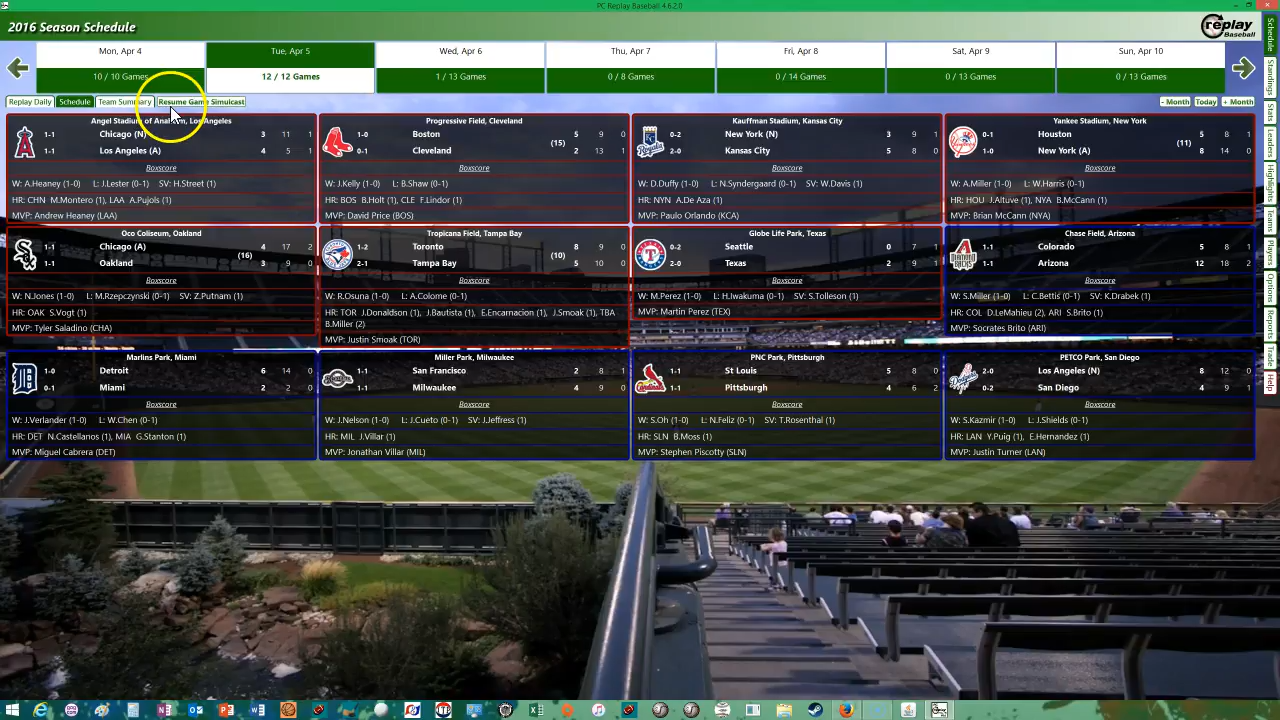 PC Replay Baseball 4.6.2.0
2016 Season Schedule
replay Baseball
Mon, Apr 4
Tue, Apr 5
Wed, Apr 6
Thu, Apr 7
Fri, Apr 8
Sat, Apr 9
Sun, Apr 10
10 / 10 Games
12 / 12 Games
1 / 13 Games
0 / 8 Games
0 / 14 Games
0 / 13 Games
0 / 13 Games
Replay Daily
Schedule
Team Summary
Resume Game Simulcast
- Month
Today
+ Month
Angel Stadium of Anaheim, Los Angeles
1-1 Chicago (N) 3 11 1
1-1 Los Angeles (A) 4 5 1
Boxscore
W: A.Heaney (1-0) L: J.Lester (0-1) SV: H.Street (1)
HR: CHN M.Montero (1), LAA A.Pujols (1)
MVP: Andrew Heaney (LAA)
Progressive Field, Cleveland
1-0 Boston 5 9 0
(15)
0-1 Cleveland 2 13 1
Boxscore
W: J.Kelly (1-0) L: B.Shaw (0-1)
HR: BOS B.Holt (1), CLE F.Lindor (1)
MVP: David Price (BOS)
Kauffman Stadium, Kansas City
0-2 New York (N) 3 9 1
2-0 Kansas City 5 8 0
Boxscore
W: D.Duffy (1-0) L: N.Syndergaard (0-1) SV: W.Davis (1)
HR: NYN A.De Aza (1)
MVP: Paulo Orlando (KCA)
Yankee Stadium, New York
0-1 Houston 5 8 1
(11)
1-0 New York (A) 8 14 0
Boxscore
W: A.Miller (1-0) L: W.Harris (0-1)
HR: HOU J.Altuve (1), NYA B.McCann (1)
MVP: Brian McCann (NYA)
Oco Coliseum, Oakland
1-1 Chicago (A) 4 17 2
(16)
1-1 Oakland 3 9 0
Boxscore
W: N.Jones (1-0) L: M.Rzepczynski (0-1) SV: Z.Putnam (1)
HR: OAK S.Vogt (1)
MVP: Tyler Saladino (CHA)
Tropicana Field, Tampa Bay
1-2 Toronto 8 9 0
(10)
2-1 Tampa Bay 5 10 0
Boxscore
W: R.Osuna (1-0) L: A.Colome (0-1)
HR: TOR J.Donaldson (1), J.Bautista (1), E.Encarnacion (1), J.Smoak (1), TBA
B.Miller (2)
MVP: Justin Smoak (TOR)
Globe Life Park, Texas
0-2 Seattle 0 7 1
2-0 Texas 2 9 1
Boxscore
W: M.Perez (1-0) L: H.Iwakuma (0-1) SV: S.Tolleson (1)
MVP: Martin Perez (TEX)
Chase Field, Arizona
1-1 Colorado 5 8 1
1-1 Arizona 12 18 2
Boxscore
W: S.Miller (1-0) L: C.Bettis (0-1) SV: K.Drabek (1)
HR: COL D.LeMahieu (2), ARI S.Brito (1)
MVP: Socrates Brito (ARI)
Marlins Park, Miami
1-0 Detroit 6 14 0
0-1 Miami 2 2 0
Boxscore
W: J.Verlander (1-0) L: W.Chen (0-1)
HR: DET N.Castellanos (1), MIA G.Stanton (1)
MVP: Miguel Cabrera (DET)
Miller Park, Milwaukee
1-1 San Francisco 2 8 1
1-1 Milwaukee 4 9 0
Boxscore
W: J.Nelson (1-0) L: J.Cueto (0-1) SV: J.Jeffress (1)
HR: MIL J.Villar (1)
MVP: Jonathan Villar (MIL)
PNC Park, Pittsburgh
1-1 St Louis 5 8 0
1-1 Pittsburgh 4 6 2
Boxscore
W: S.Oh (1-0) L: N.Feliz (0-1) SV: T.Rosenthal (1)
HR: SLN B.Moss (1)
MVP: Stephen Piscotty (SLN)
PETCO Park, San Diego
2-0 Los Angeles (N) 8 12 0
0-2 San Diego 4 9 1
Boxscore
W: S.Kazmir (1-0) L: J.Shields (0-1)
HR: LAN Y.Puig (1), E.Hernandez (1)
MVP: Justin Turner (LAN)
Schedule
Standings
Stats
Leaders
Highlights
Teams
Players
Options
Reports
Trade
Help